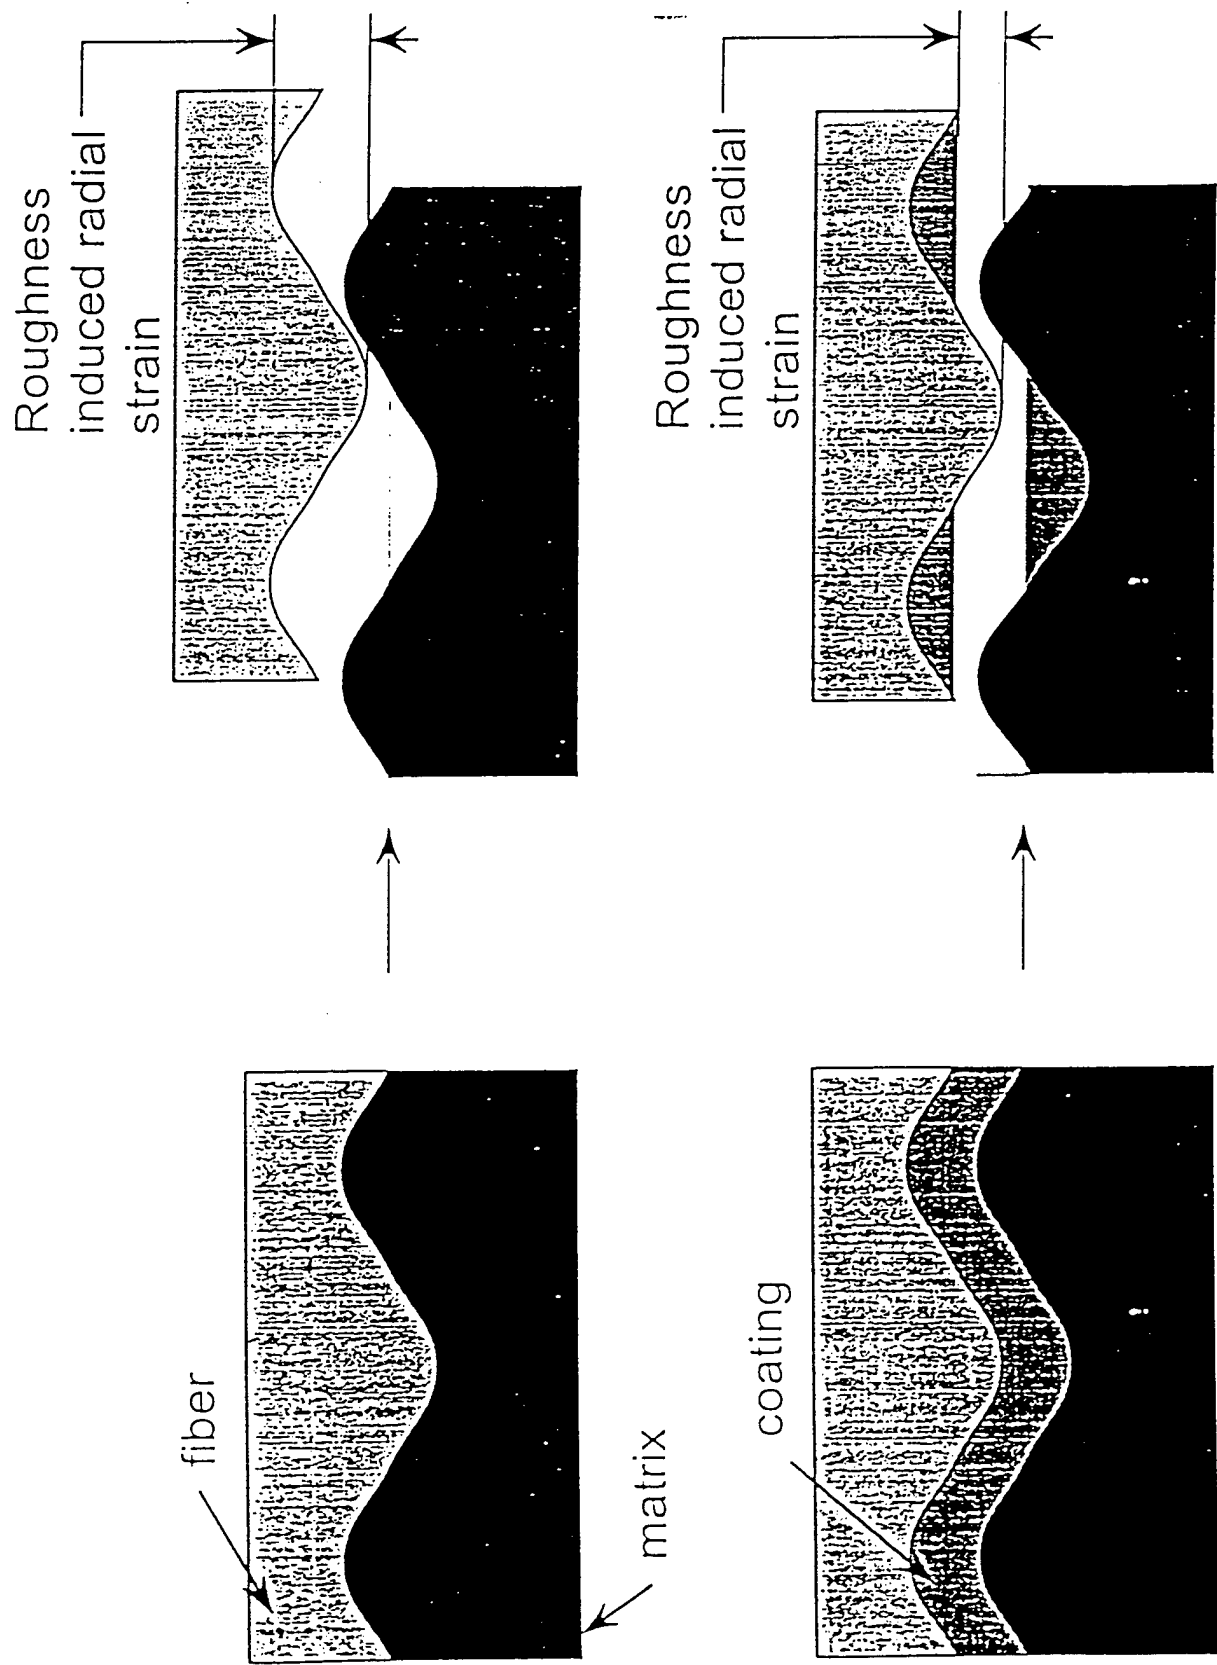 Roughness
induced radial
strain
fiber
matrix
Roughness
induced radial
strain
coating